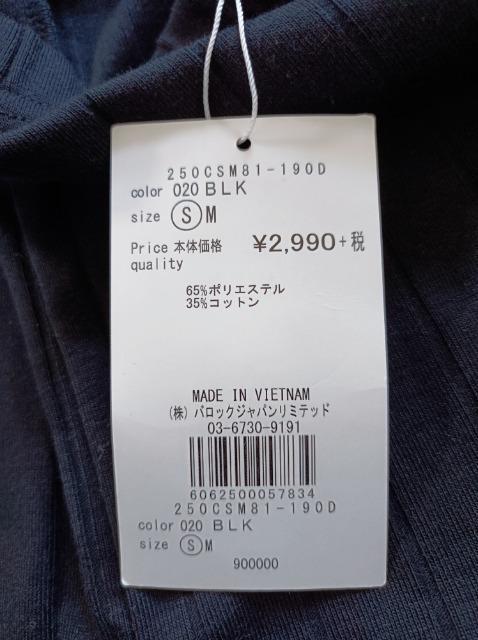 250CSM81-190D
color 020 BLK
size S M
Price 本体価格 ¥2,990+税
quality
65%ポリエステル
35%コットン
MADE IN VIETNAM
(株) バロックジャパンリミテッド
03-6730-9191
6062500057834
250CSM81-190D
color 020 BLK
size S M
900000